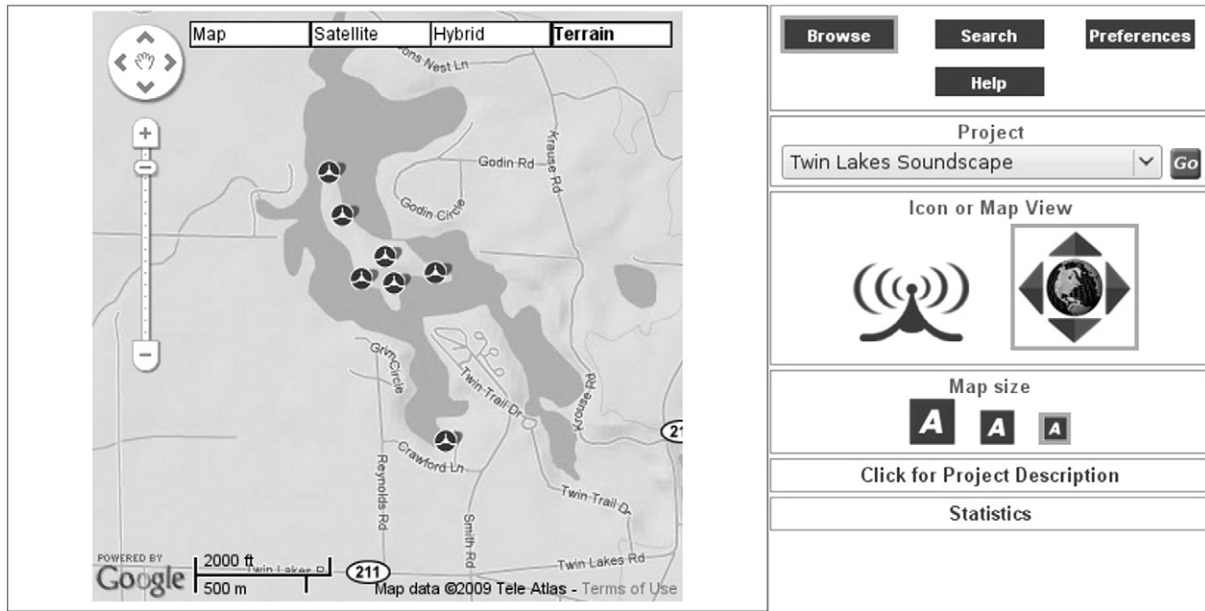 Map
Satellite
Hybrid
Terrain
ons Nest Ln
Krause Rd
Godin Rd
Godin Circle
Circle
Twin Trail Dr
Krouse Rd
21
Crawford Ln
Reynolds Rd
Smith Rd
Twin Trail Dr
Twin Lakes Rd
POWERED BY
Google
2000 ft
500 m
Twin Lakes R
211
Map data ©2009 Tele Atlas - Terms of Use
Browse
Search
Preferences
Help
Project
Twin Lakes Soundscape
Go
Icon or Map View
Map size
A
A
A
Click for Project Description
Statistics